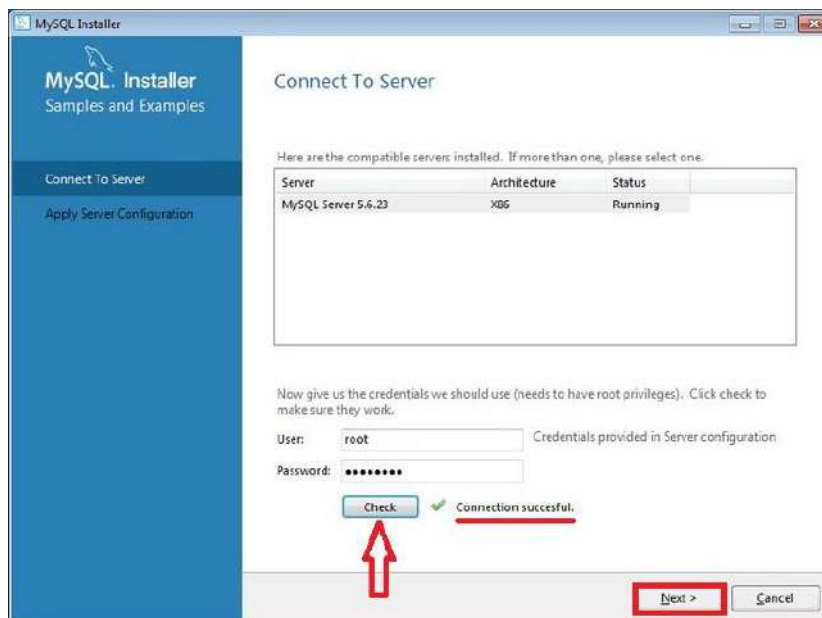 MySQL Installer
MySQL. Installer
Samples and Examples
Connect To Server
Apply Server Configuration
Connect To Server
Here are the compatible servers installed. If more than one, please select one.
Server Architecture Status
MySQL Server 5.6.23 X86 Running
Now give us the credentials we should use (needs to have root privileges). Click check to
make sure they work.
User: root Credentials provided in Server configuration
Password: ●●●●●●●●
Check Connection succesful.
Next > Cancel